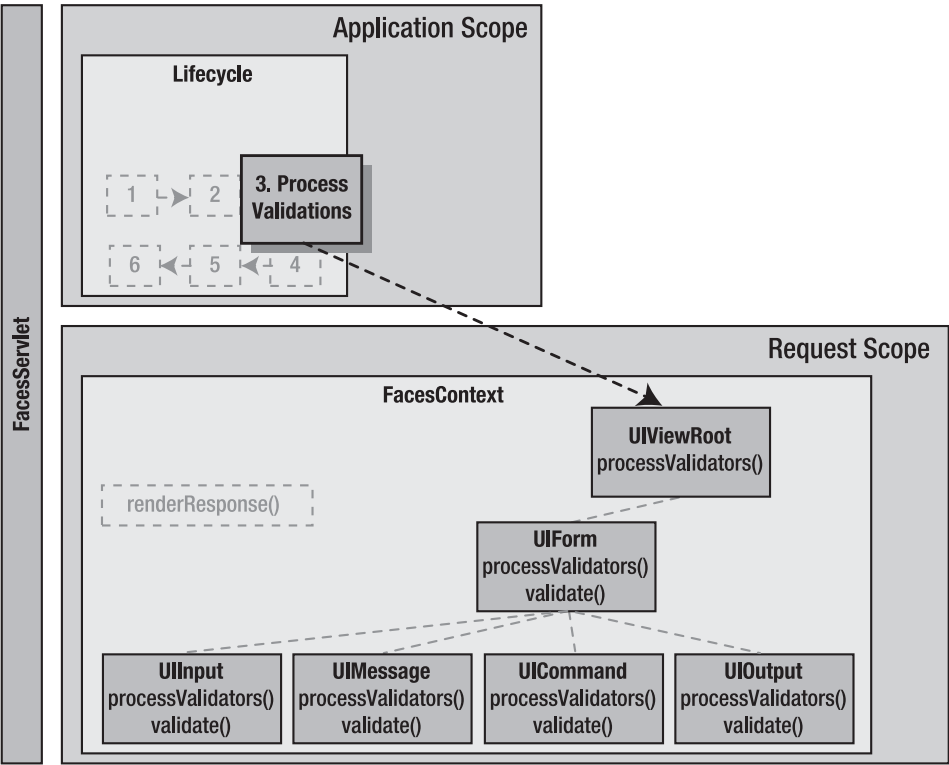 FacesServlet
Application Scope
Lifecycle
1
2
3. Process
Validations
6
5
4
Request Scope
FacesContext
UIViewRoot
processValidators()
renderResponse()
UIForm
processValidators()
validate()
UIInput
processValidators()
validate()
UIMessage
processValidators()
validate()
UICommand
processValidators()
validate()
UIOutput
processValidators()
validate()